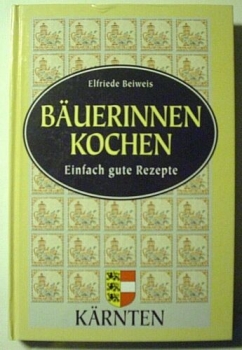 Elfriede Beiweis
BÄUERINNEN
KOCHEN
Einfach gute Rezepte
KÄRNTEN